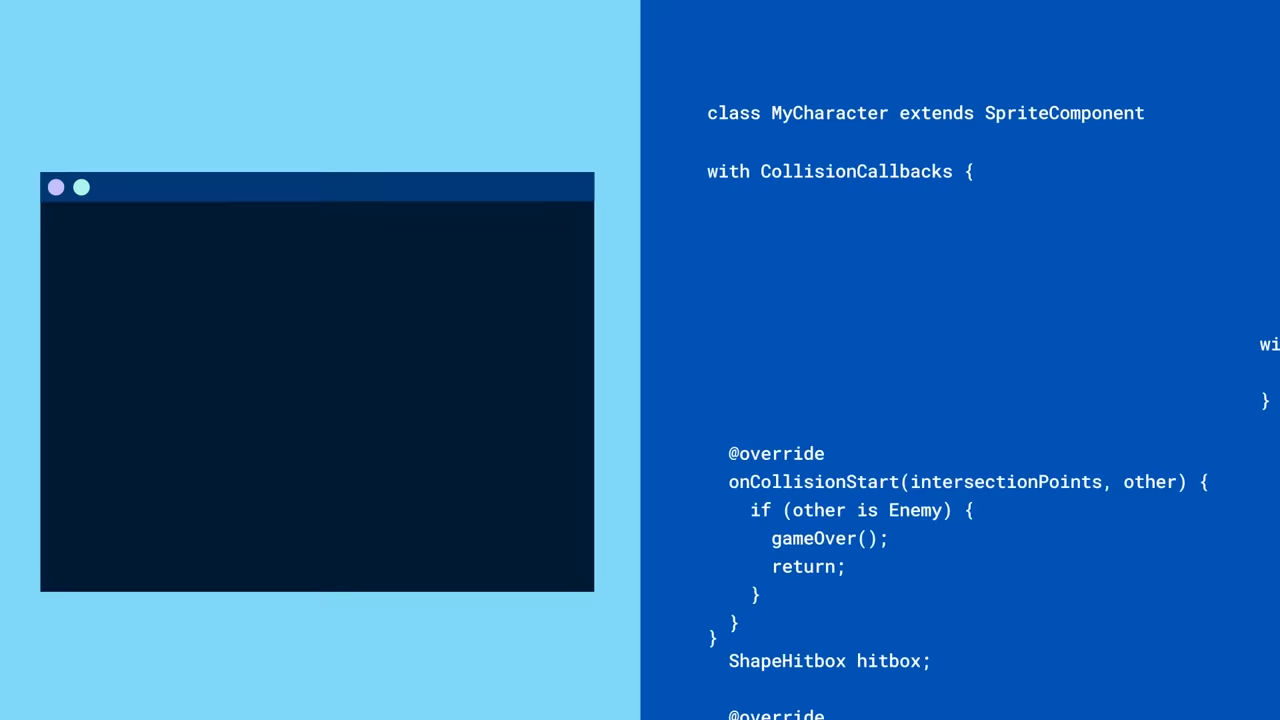 class MyCharacter extends SpriteComponent
with CollisionCallbacks {
wi
}
@override
onCollisionStart(intersectionPoints, other) {
if (other is Enemy) {
gameOver();
return;
}
}
}
ShapeHitbox hitbox;
@override